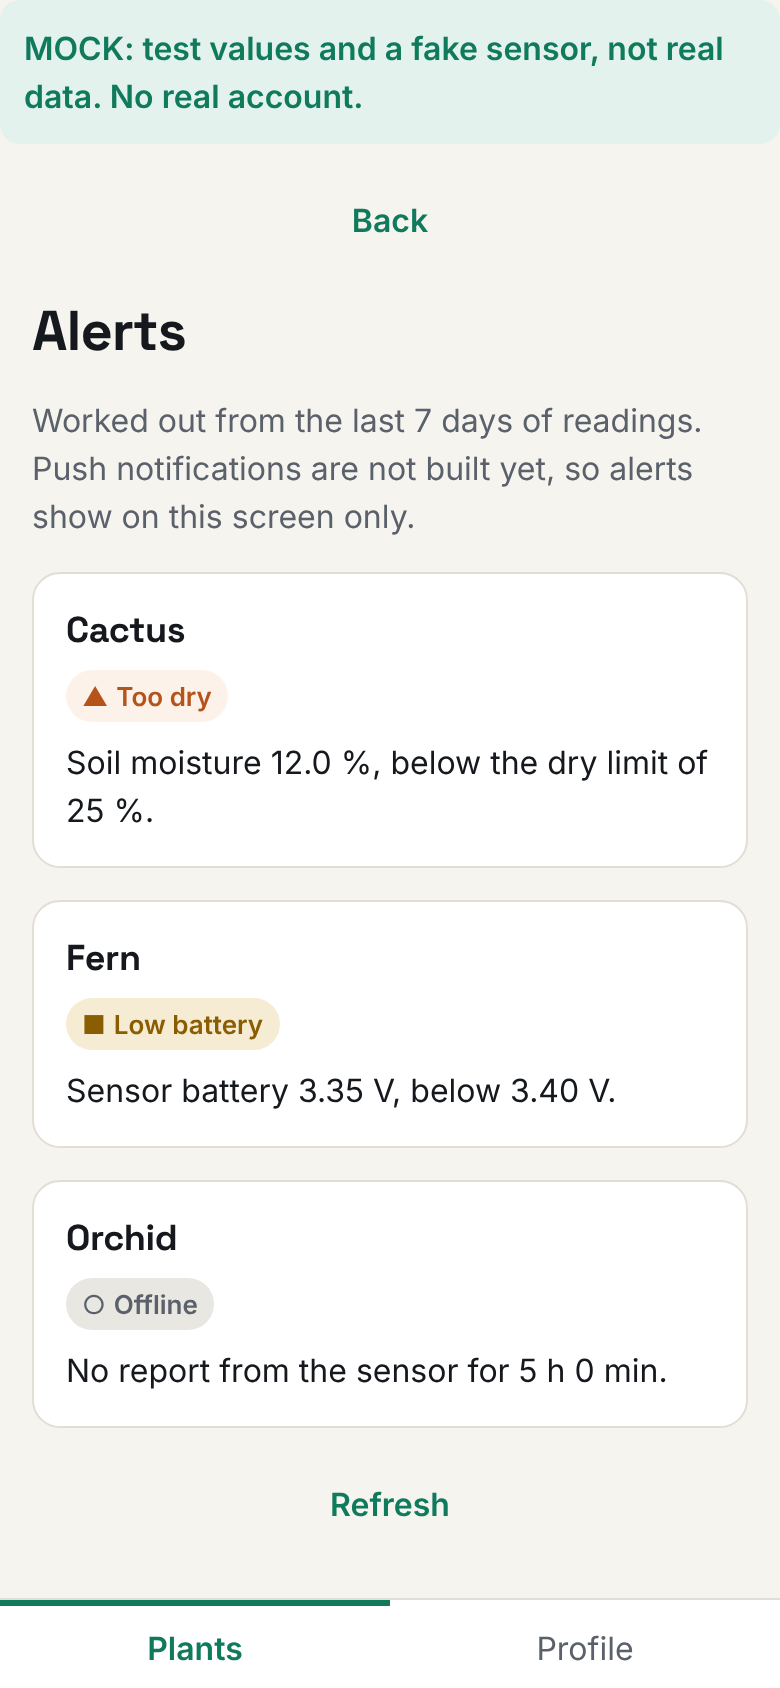 MOCK: test values and a fake sensor, not real
data. No real account.
Back
Alerts
Worked out from the last 7 days of readings.
Push notifications are not built yet, so alerts
show on this screen only.
Cactus
▲ Too dry
Soil moisture 12.0 %, below the dry limit of
25 %.
Fern
■ Low battery
Sensor battery 3.35 V, below 3.40 V.
Orchid
○ Offline
No report from the sensor for 5 h 0 min.
Refresh
Plants
Profile